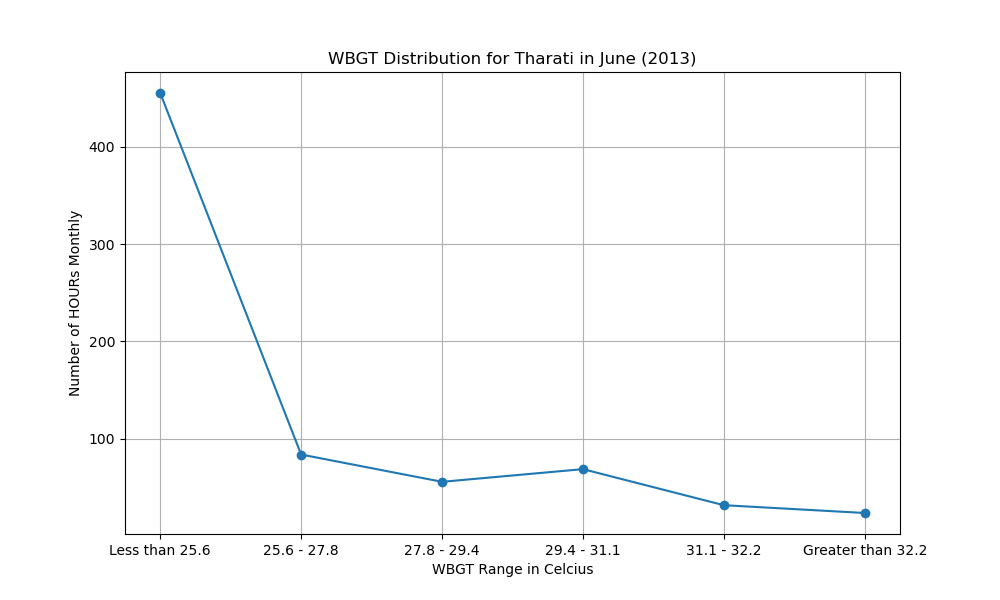 WBGT Distribution for Tharati in June (2013)
Number of HOURs Monthly
400
300
200
100
Less than 25.6
25.6 - 27.8
27.8 - 29.4
29.4 - 31.1
31.1 - 32.2
Greater than 32.2
WBGT Range in Celcius